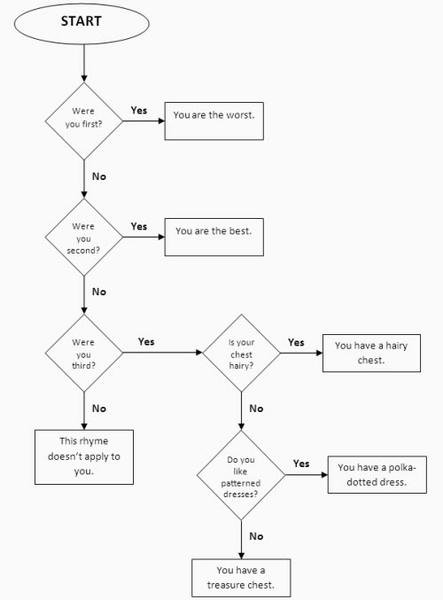 START
Were
you first?
Yes
You are the worst.
No
Were
you
second?
Yes
You are the best.
No
Were
you
third?
Yes
Is your
chest
hairy?
Yes
You have a hairy
chest.
No
This rhyme
doesn't apply to
you.
No
Do you
like
patterned
dresses?
Yes
You have a polka-
dotted dress.
No
You have a
treasure chest.